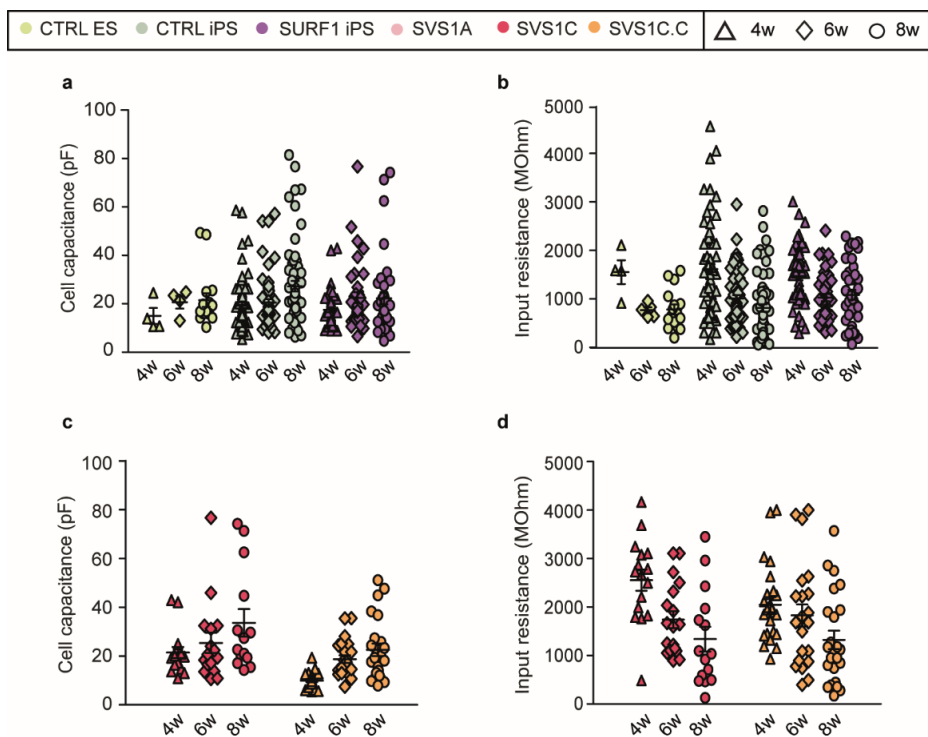 CTRL ES CTRL iPS SURF1 iPS SVS1A SVS1C SVS1C.C 4w 6w 8w
a
Cell capacitance (pF)
100
80
60
40
20
0
4w 6w 8w 4w 6w 8w 4w 6w 8w
b
Input resistance (MOhm)
5000
4000
3000
2000
1000
0
4w 6w 8w 4w 6w 8w 4w 6w 8w
c
Cell capacitance (pF)
100
80
60
40
20
0
4w 6w 8w 4w 6w 8w
d
Input resistance (MOhm)
5000
4000
3000
2000
1000
0
4w 6w 8w 4w 6w 8w